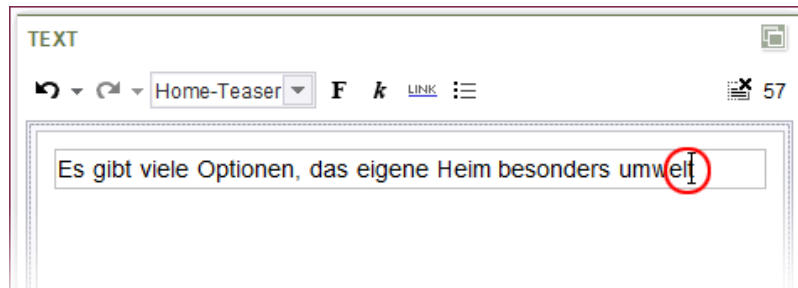 TEXT
Home-Teaser F k LINK 57
Es gibt viele Optionen, das eigene Heim besonders umwelt